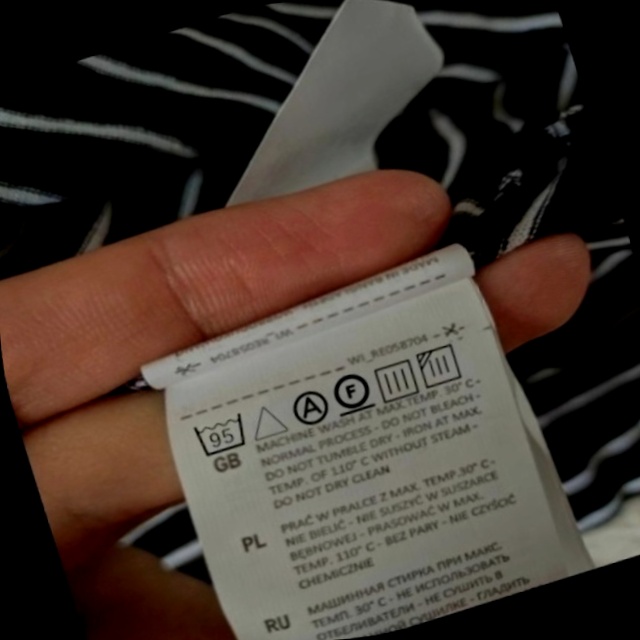 WI_RE058704
95 A F
GB MACHINE WASH AT MAX. TEMP. 30° C -
NORMAL PROCESS - DO NOT BLEACH -
DO NOT TUMBLE DRY - IRON AT MAX.
TEMP. OF 110° C WITHOUT STEAM -
DO NOT DRY CLEAN
PL PRAĆ W PRALCE Z MAX. TEMP. 30° C -
NIE BIELIĆ - NIE SUSZYĆ W SUSZARCE
BĘBNOWEJ - PRASOWAĆ W MAX.
TEMP. 110° C - BEZ PARY - NIE CZYŚCIĆ
CHEMICZNIE
RU МАШИННАЯ СТИРКА ПРИ МАКС.
ТЕМП. 30° C - НЕ ИСПОЛЬЗОВАТЬ
ОТБЕЛИВАТЕЛИ - НЕ СУШИТЬ В
СУШИЛКЕ - ГЛАДИТЬ